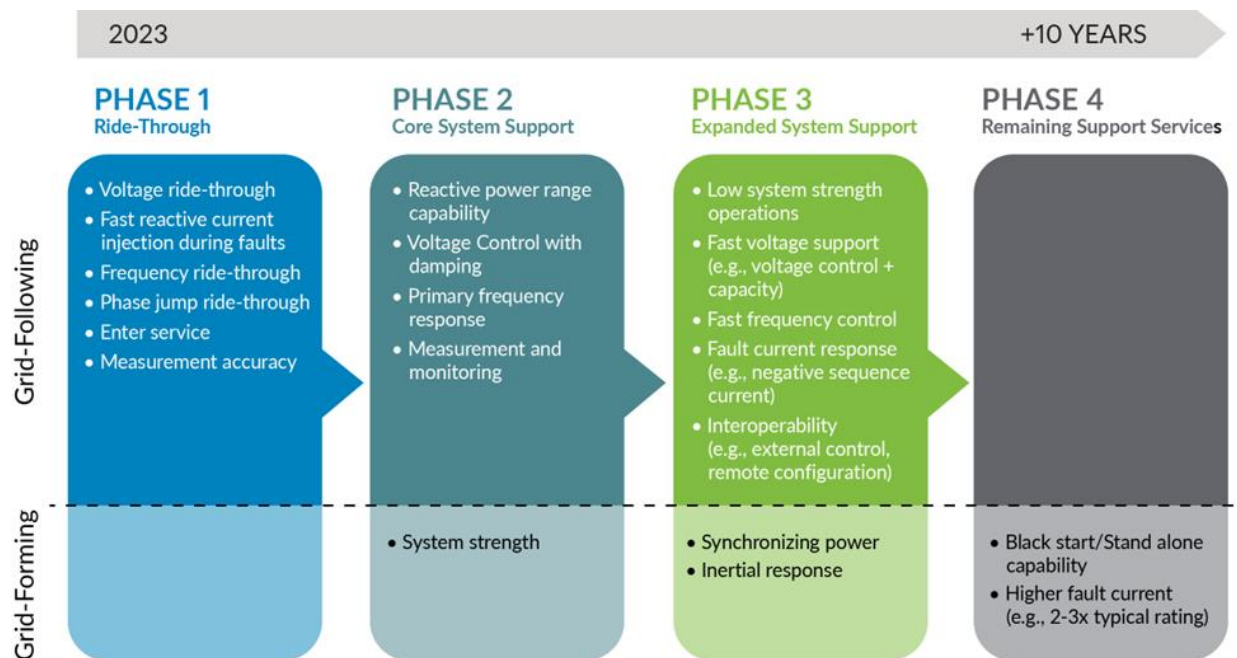 2023
+10 YEARS
PHASE 1
Ride-Through
PHASE 2
Core System Support
PHASE 3
Expanded System Support
PHASE 4
Remaining Support Services
Grid-Following
• Voltage ride-through
• Fast reactive current
injection during faults
• Frequency ride-through
• Phase jump ride-through
• Enter service
• Measurement accuracy
• Reactive power range
capability
• Voltage Control with
damping
• Primary frequency
response
• Measurement and
monitoring
• Low system strength
operations
• Fast voltage support
(e.g., voltage control +
capacity)
• Fast frequency control
• Fault current response
(e.g., negative sequence
current)
• Interoperability
(e.g., external control,
remote configuration)
Grid-Forming
• System strength
• Synchronizing power
• Inertial response
• Black start/Stand alone
capability
• Higher fault current
(e.g., 2-3x typical rating)